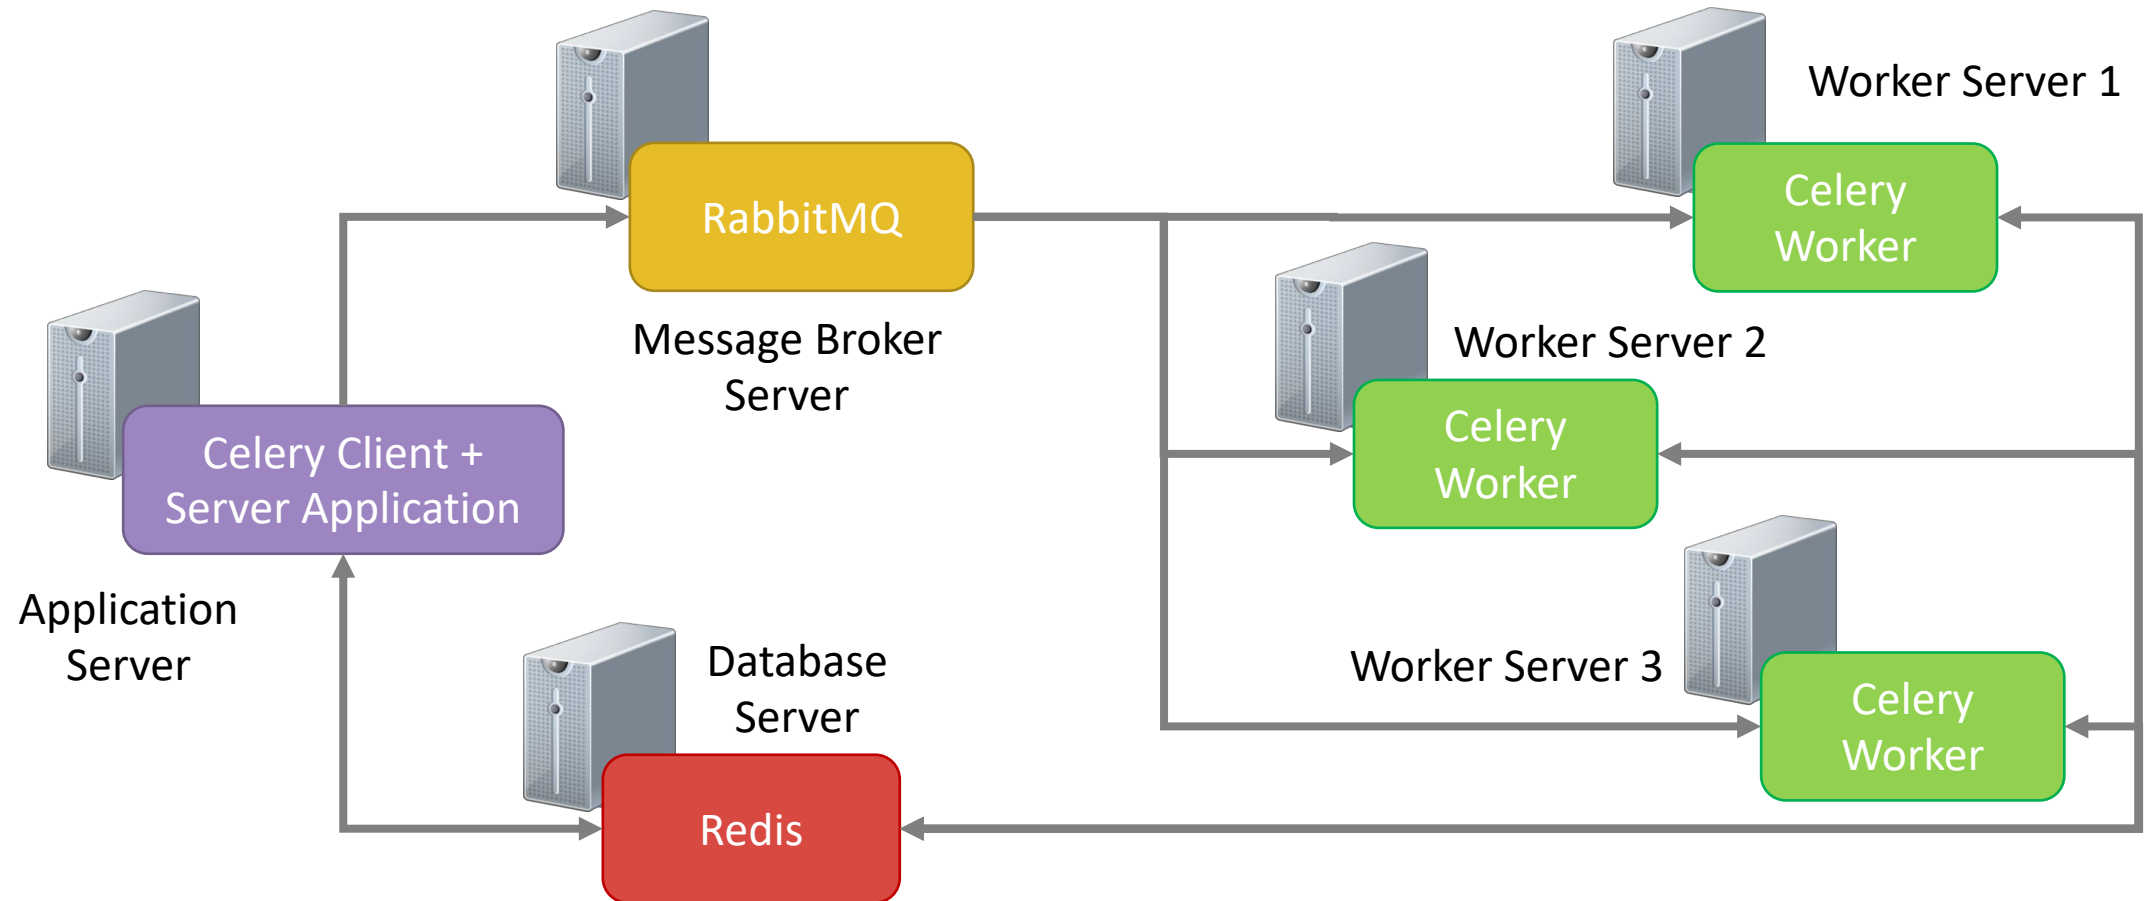 Worker Server 1
RabbitMQ
Celery
Worker
Message Broker
Server
Worker Server 2
Celery Client +
Server Application
Celery
Worker
Application
Server
Database
Server
Worker Server 3
Celery
Worker
Redis